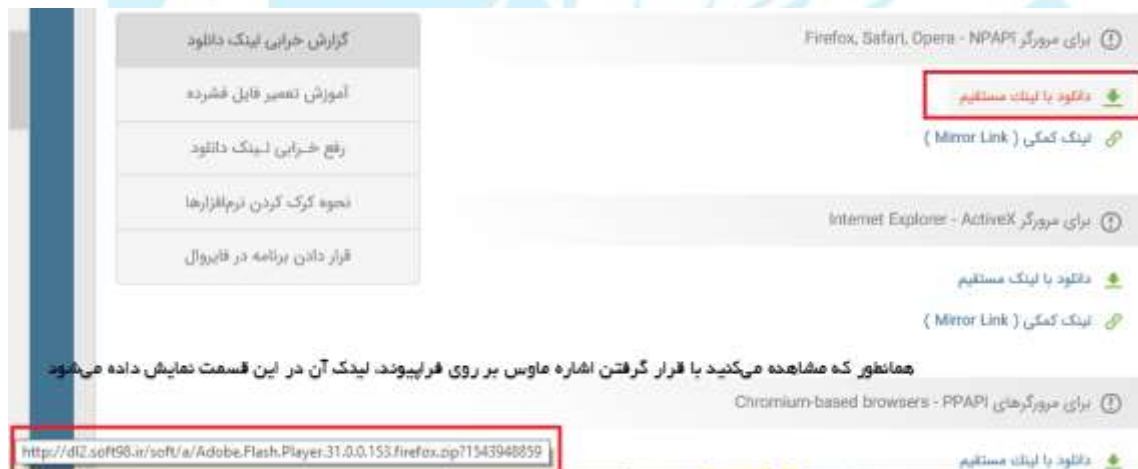 برای مرورگر Firefox, Safari, Opera - NPAPI
دانلود با لینک مستقیم
لینک کمکی ( Mirror Link )
برای مرورگر Internet Explorer - ActiveX
دانلود با لینک مستقیم
لینک کمکی ( Mirror Link )
همانطور که مشاهده می‌کنید با قرار گرفتن اشاره ماوس بر روی فراپیوند، لینک آن در این قسمت نمایش داده می‌شود
برای مرورگرهای Chromium-based browsers - PPAPI
دانلود با لینک مستقیم
گزارش خرابی لینک دانلود
آموزش تعمیر فایل فشرده
رفع خـرابی لـینک دانلود
نحوه کرک کردن نرم‌افزارها
قرار دادن برنامه در فایروال
http://dl2.soft98.ir/soft/a/Adobe.Flash.Player.31.0.0.153.firefox.zip?1543948859